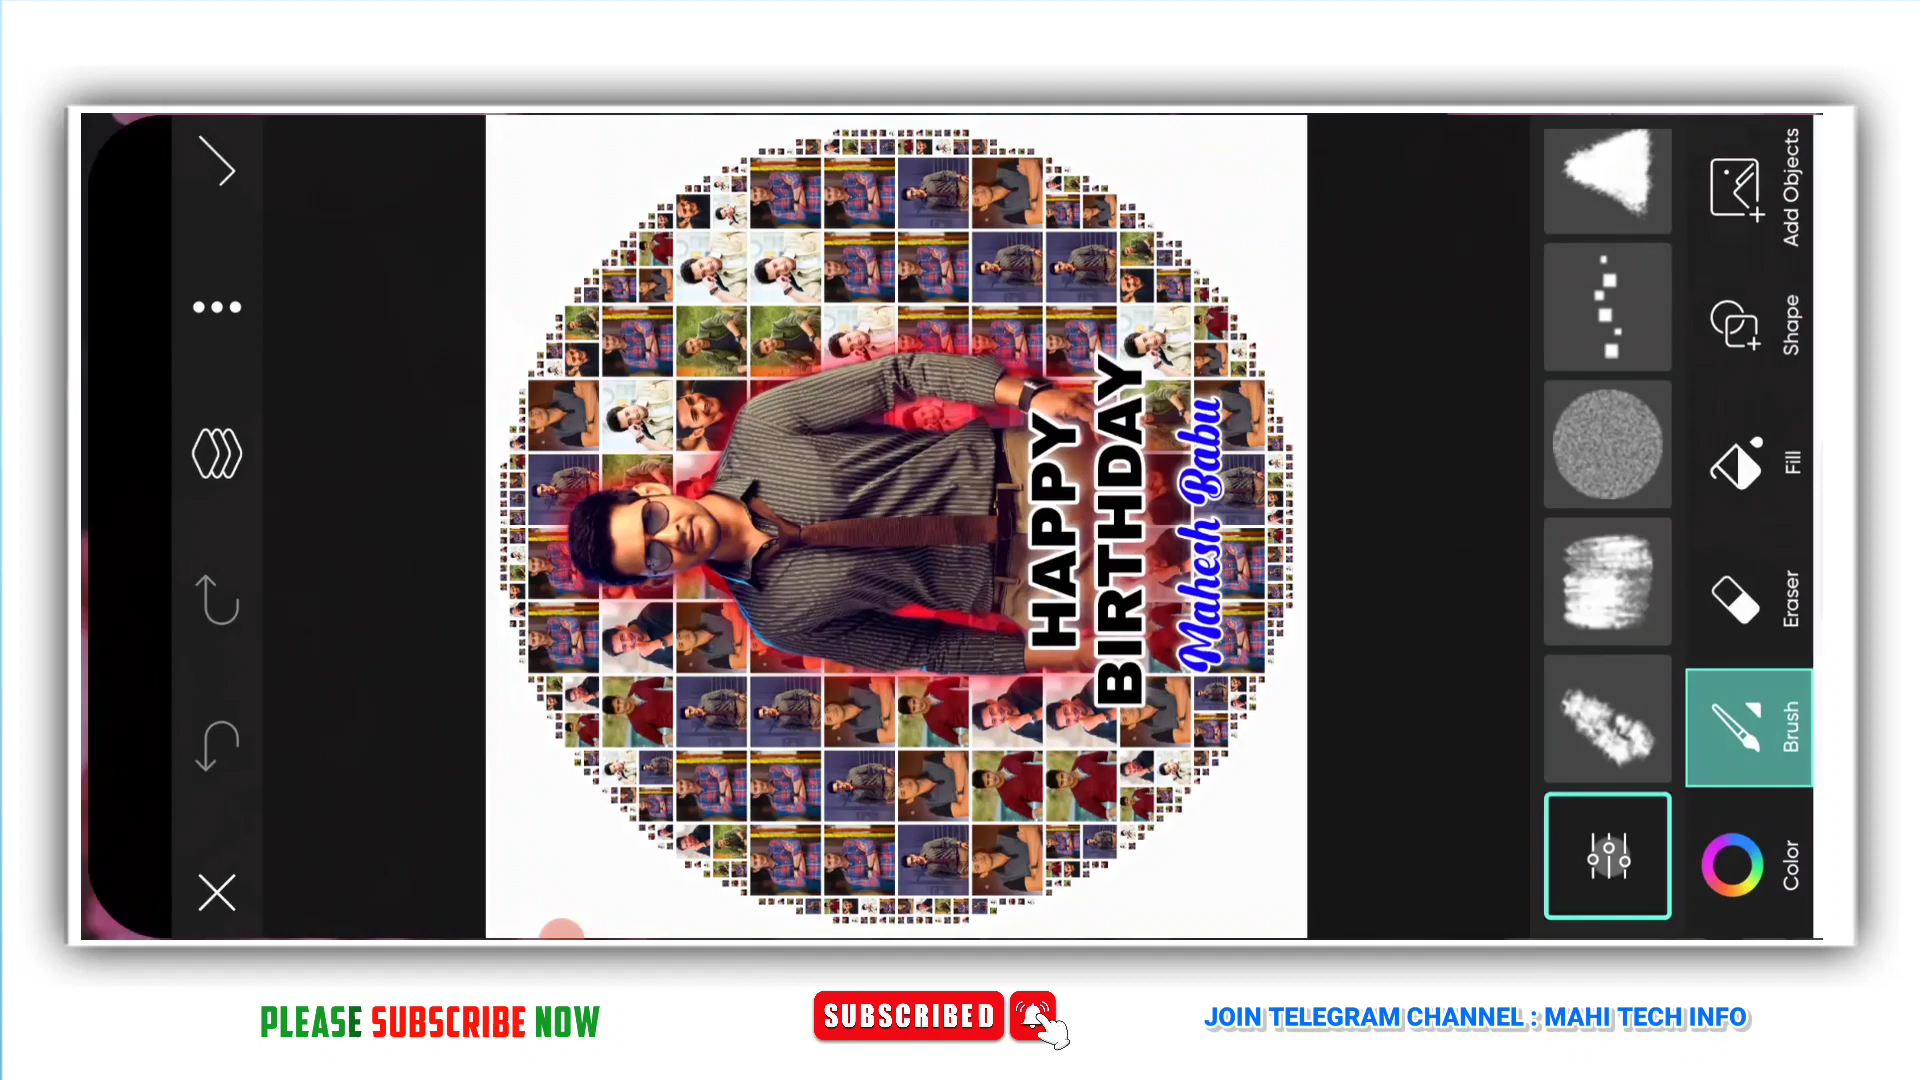 HAPPY
BIRTHDAY
Mahesh Babu
Add Objects
Shape
Fill
Eraser
Brush
Color
PLEASE SUBSCRIBE NOW
SUBSCRIBED
JOIN TELEGRAM CHANNEL : MAHI TECH INFO